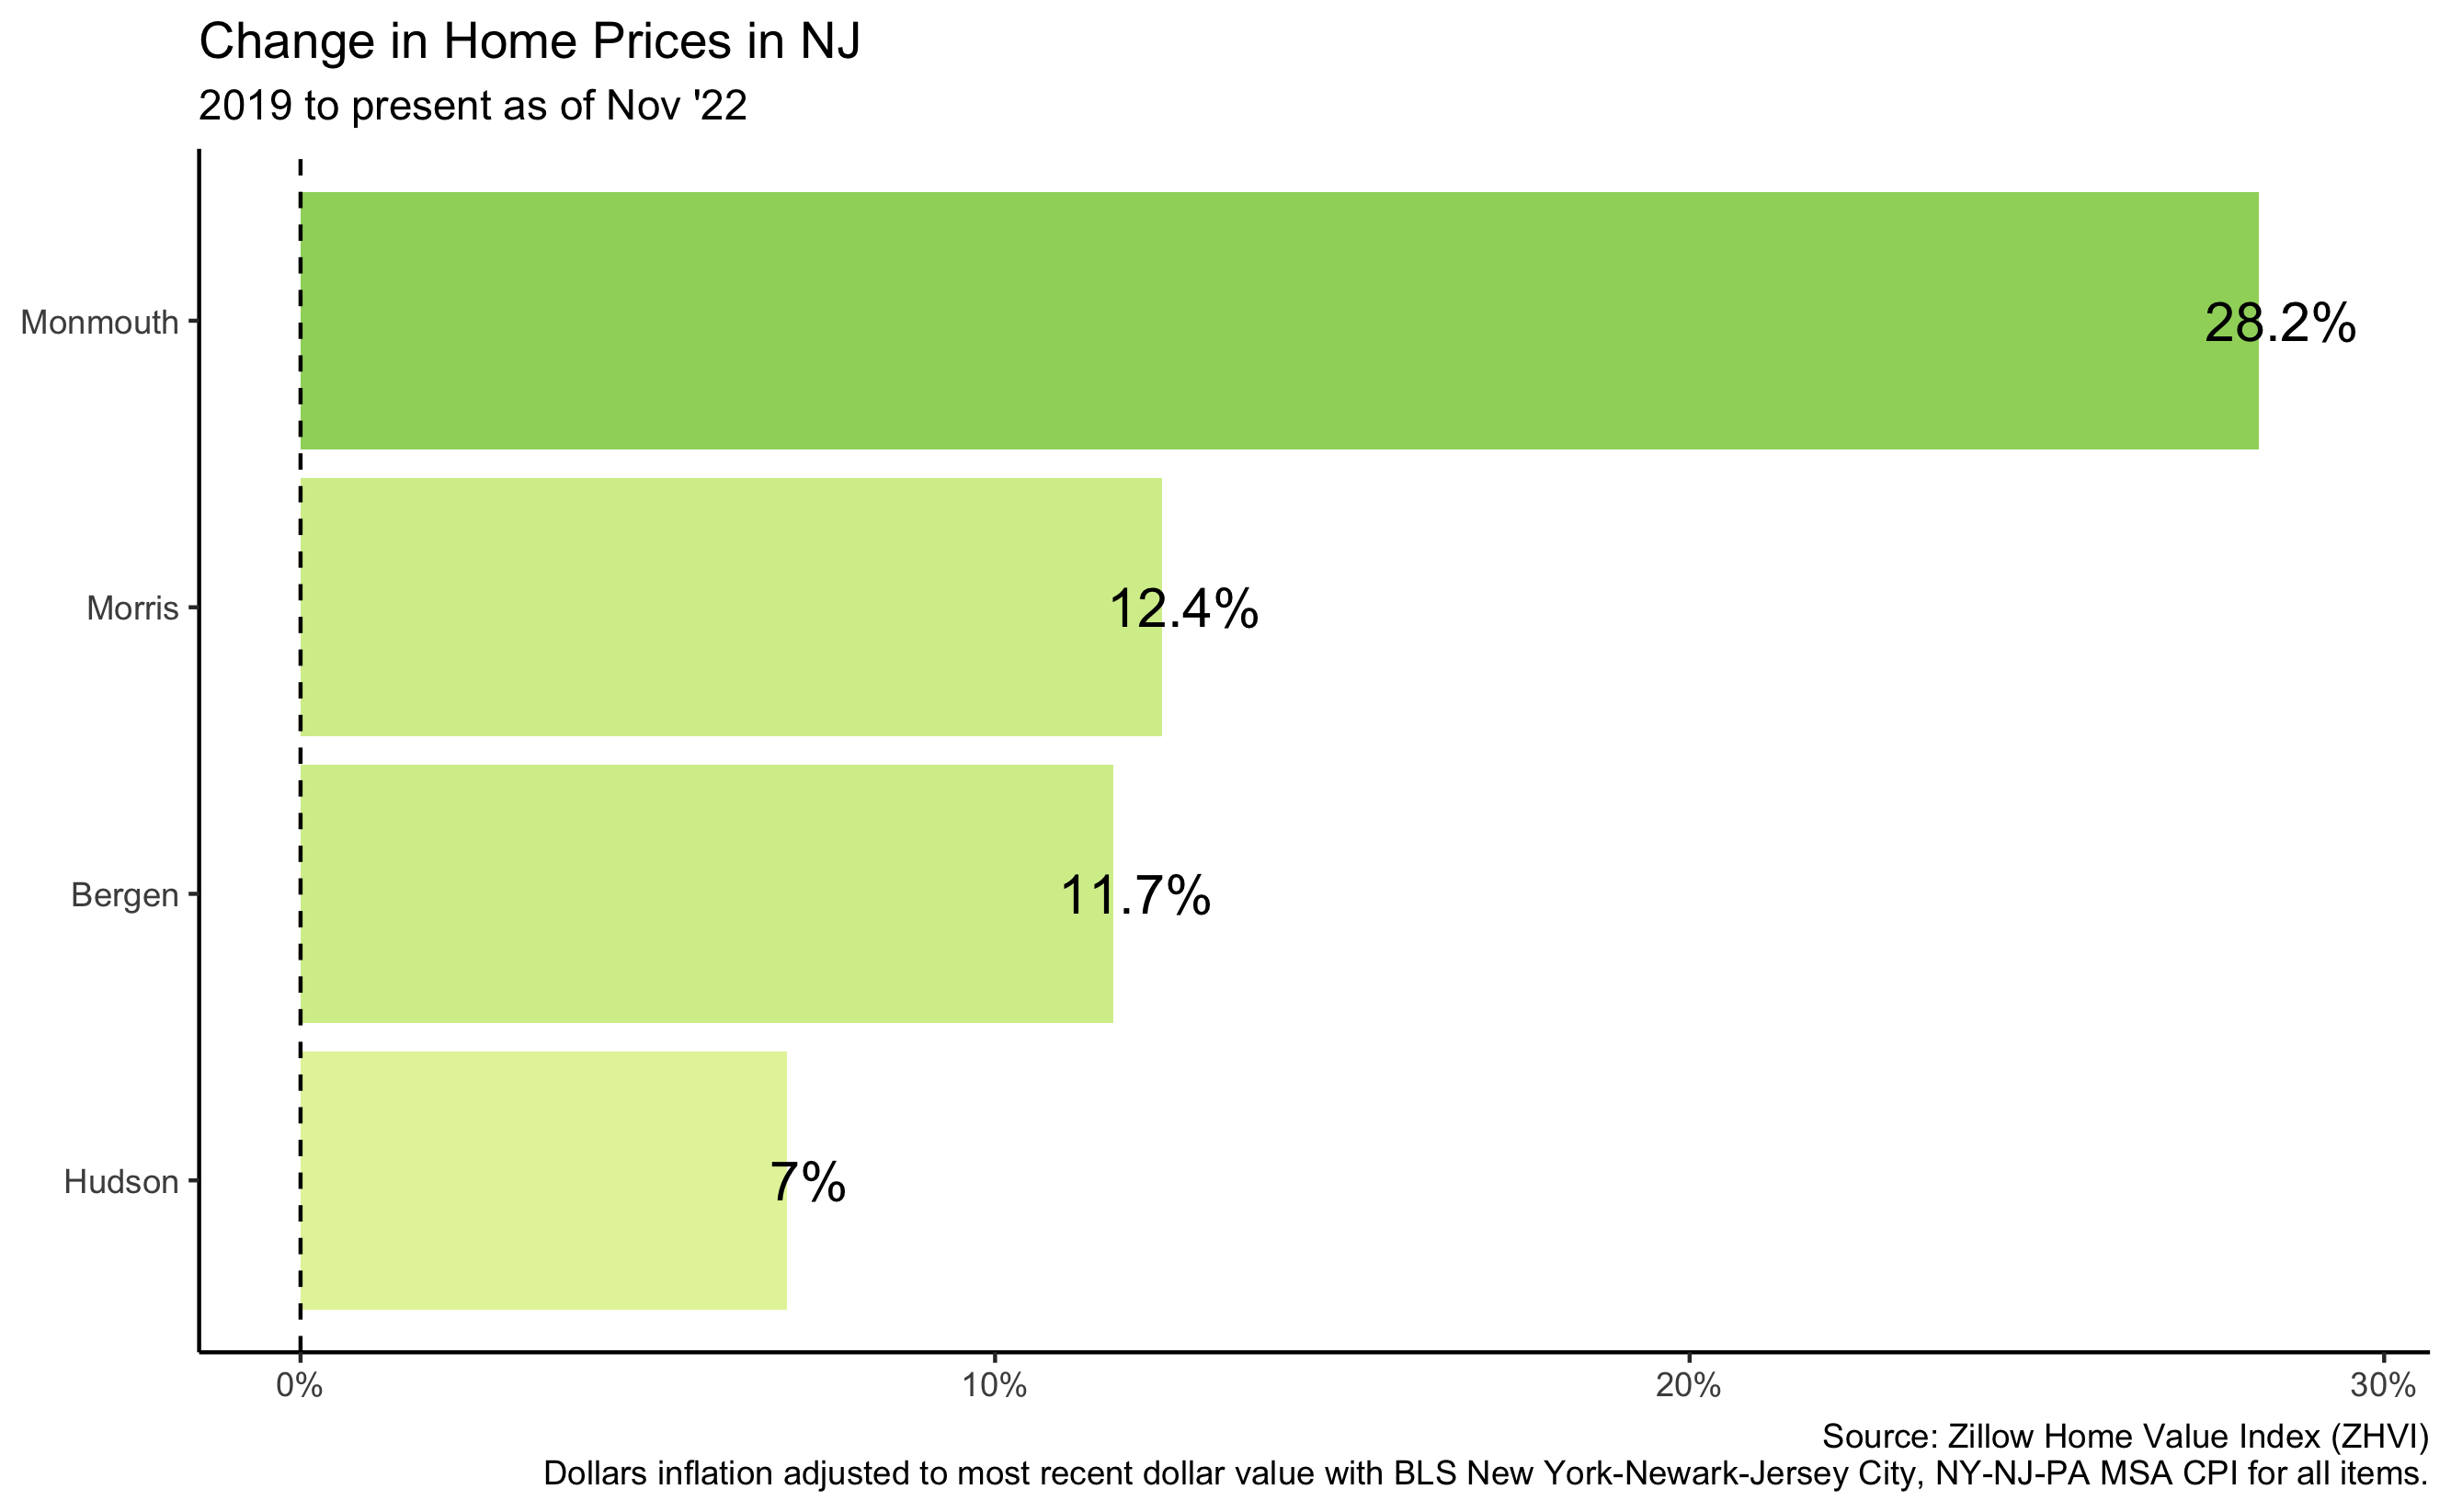 Change in Home Prices in NJ
2019 to present as of Nov '22
Monmouth
28.2%
Morris
12.4%
Bergen
11.7%
Hudson
7%
0%
10%
20%
30%
Source: Zillow Home Value Index (ZHVI)
Dollars inflation adjusted to most recent dollar value with BLS New York-Newark-Jersey City, NY-NJ-PA MSA CPI for all items.